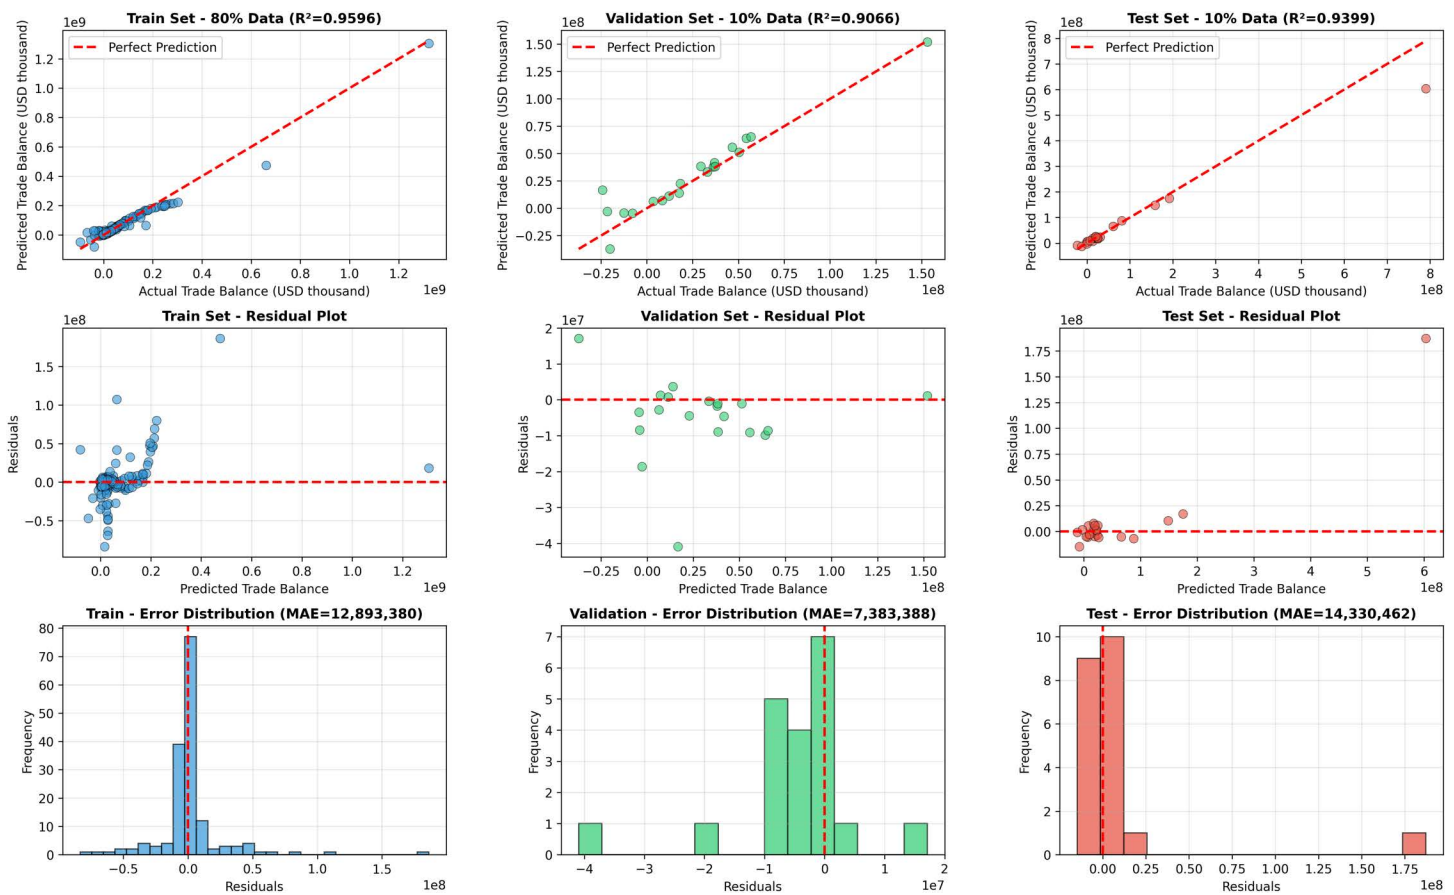 Train Set - 80% Data (R²=0.9596)
1e9
Perfect Prediction
Predicted Trade Balance (USD thousand)
1.2
1.0
0.8
0.6
0.4
0.2
0.0
0.0 0.2 0.4 0.6 0.8 1.0 1.2
1e9
Actual Trade Balance (USD thousand)
Validation Set - 10% Data (R²=0.9066)
1e8
Perfect Prediction
Predicted Trade Balance (USD thousand)
1.50
1.25
1.00
0.75
0.50
0.25
0.00
−0.25
−0.25 0.00 0.25 0.50 0.75 1.00 1.25 1.50
1e8
Actual Trade Balance (USD thousand)
Test Set - 10% Data (R²=0.9399)
1e8
Perfect Prediction
Predicted Trade Balance (USD thousand)
8
7
6
5
4
3
2
1
0
0 1 2 3 4 5 6 7 8
1e8
Actual Trade Balance (USD thousand)
Train Set - Residual Plot
1e8
Residuals
1.5
1.0
0.5
0.0
−0.5
0.0 0.2 0.4 0.6 0.8 1.0 1.2
1e9
Predicted Trade Balance
Validation Set - Residual Plot
1e7
Residuals
2
1
0
−1
−2
−3
−4
−0.25 0.00 0.25 0.50 0.75 1.00 1.25 1.50
1e8
Predicted Trade Balance
Test Set - Residual Plot
1e8
Residuals
1.75
1.50
1.25
1.00
0.75
0.50
0.25
0.00
0 1 2 3 4 5 6
1e8
Predicted Trade Balance
Train - Error Distribution (MAE=12,893,380)
Frequency
80
70
60
50
40
30
20
10
0
−0.5 0.0 0.5 1.0 1.5
1e8
Residuals
Validation - Error Distribution (MAE=7,383,388)
Frequency
7
6
5
4
3
2
1
0
−4 −3 −2 −1 0 1 2
1e7
Residuals
Test - Error Distribution (MAE=14,330,462)
Frequency
10
8
6
4
2
0
0.00 0.25 0.50 0.75 1.00 1.25 1.50 1.75
1e8
Residuals